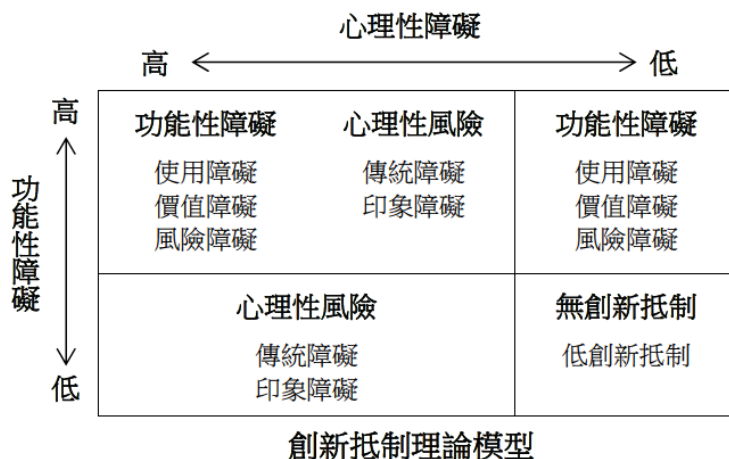 心理性障礙
高 低
高
功能性障礙
低
功能性障礙 心理性風險 功能性障礙
使用障礙 傳統障礙 使用障礙
價值障礙 印象障礙 價值障礙
風險障礙 風險障礙
心理性風險 無創新抵制
傳統障礙 低創新抵制
印象障礙
創新抵制理論模型